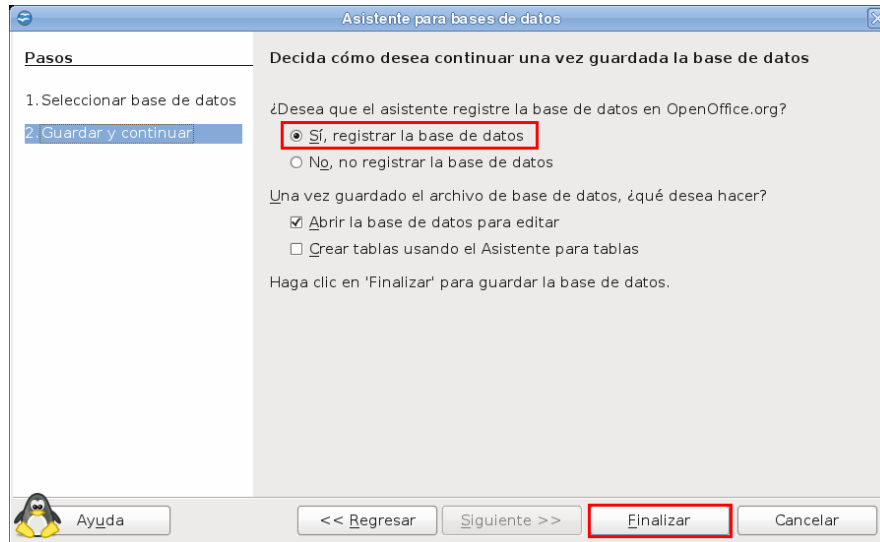 Asistente para bases de datos
Pasos
1. Seleccionar base de datos
2. Guardar y continuar
Decida cómo desea continuar una vez guardada la base de datos
¿Desea que el asistente registre la base de datos en OpenOffice.org?
Sí, registrar la base de datos
No, no registrar la base de datos
Una vez guardado el archivo de base de datos, ¿qué desea hacer?
Abrir la base de datos para editar
Crear tablas usando el Asistente para tablas
Haga clic en 'Finalizar' para guardar la base de datos.
Ayuda
<< Regresar
Siguiente >>
Finalizar
Cancelar